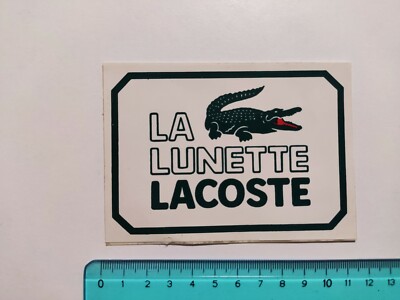 LA
LUNETTE
LACOSTE
0 1 2 3 4 5 6 7 8 9 10 11 12 13